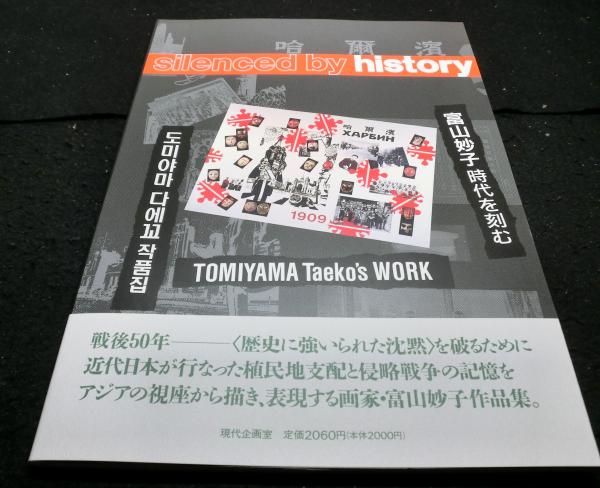 哈爾濱
silenced by history
哈爾濱
ХАРБИН
1909
富山妙子 時代を刻む
도미야마 다에꼬 작품집
TOMIYAMA Taeko's WORK
戦後50年───〈歴史に強いられた沈黙〉を破るために
近代日本が行なった植民地支配と侵略戦争の記憶を
アジアの視座から描き、表現する画家・富山妙子作品集。
現代企画室 定価2060円(本体2000円)